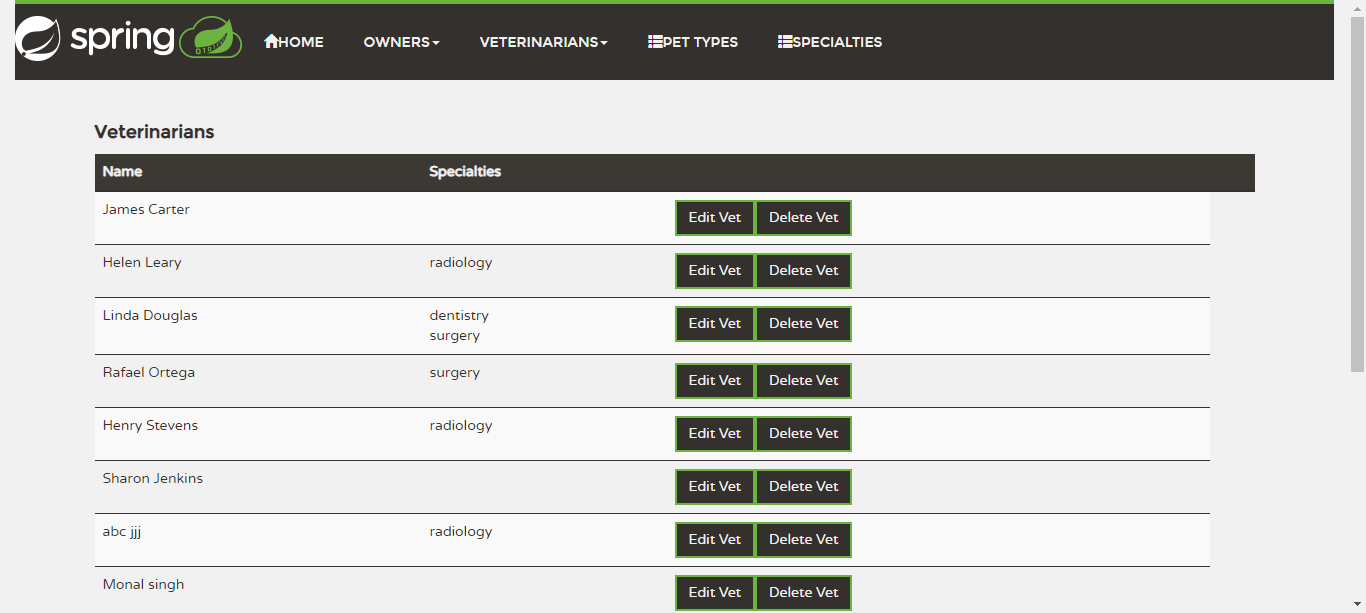 spring HOME OWNERS VETERINARIANS PET TYPES SPECIALTIES
Veterinarians
Name Specialties
James Carter Edit Vet Delete Vet
Helen Leary radiology Edit Vet Delete Vet
Linda Douglas dentistry Edit Vet Delete Vet
surgery
Rafael Ortega surgery Edit Vet Delete Vet
Henry Stevens radiology Edit Vet Delete Vet
Sharon Jenkins Edit Vet Delete Vet
abc jjj radiology Edit Vet Delete Vet
Monal singh Edit Vet Delete Vet